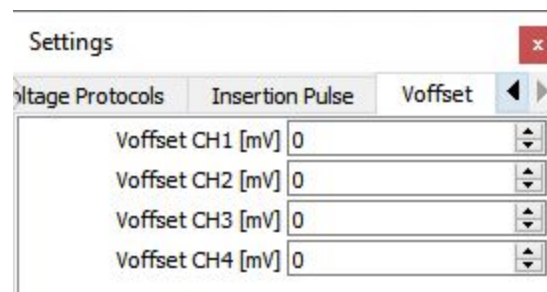 Settings
x
Protocols Insertion Pulse Voffset
Voffset CH1 [mV] 0
Voffset CH2 [mV] 0
Voffset CH3 [mV] 0
Voffset CH4 [mV] 0